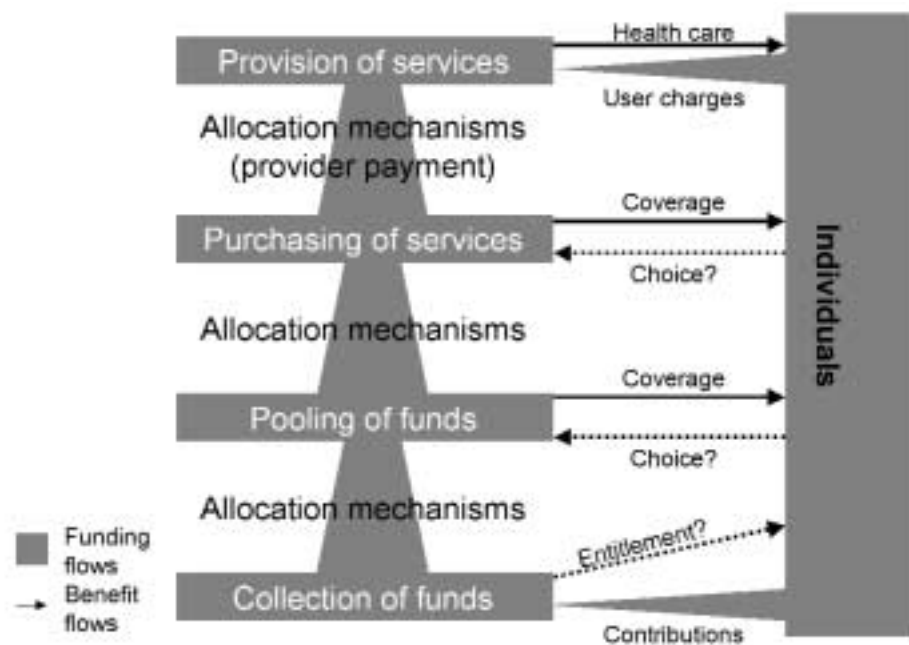 Health care
Provision of services
User charges
Allocation mechanisms
(provider payment)
Coverage
Purchasing of services
Choice?
Individuals
Allocation mechanisms
Coverage
Pooling of funds
Choice?
Allocation mechanisms
Entitlement?
Funding
flows
Benefit
flows
Collection of funds
Contributions